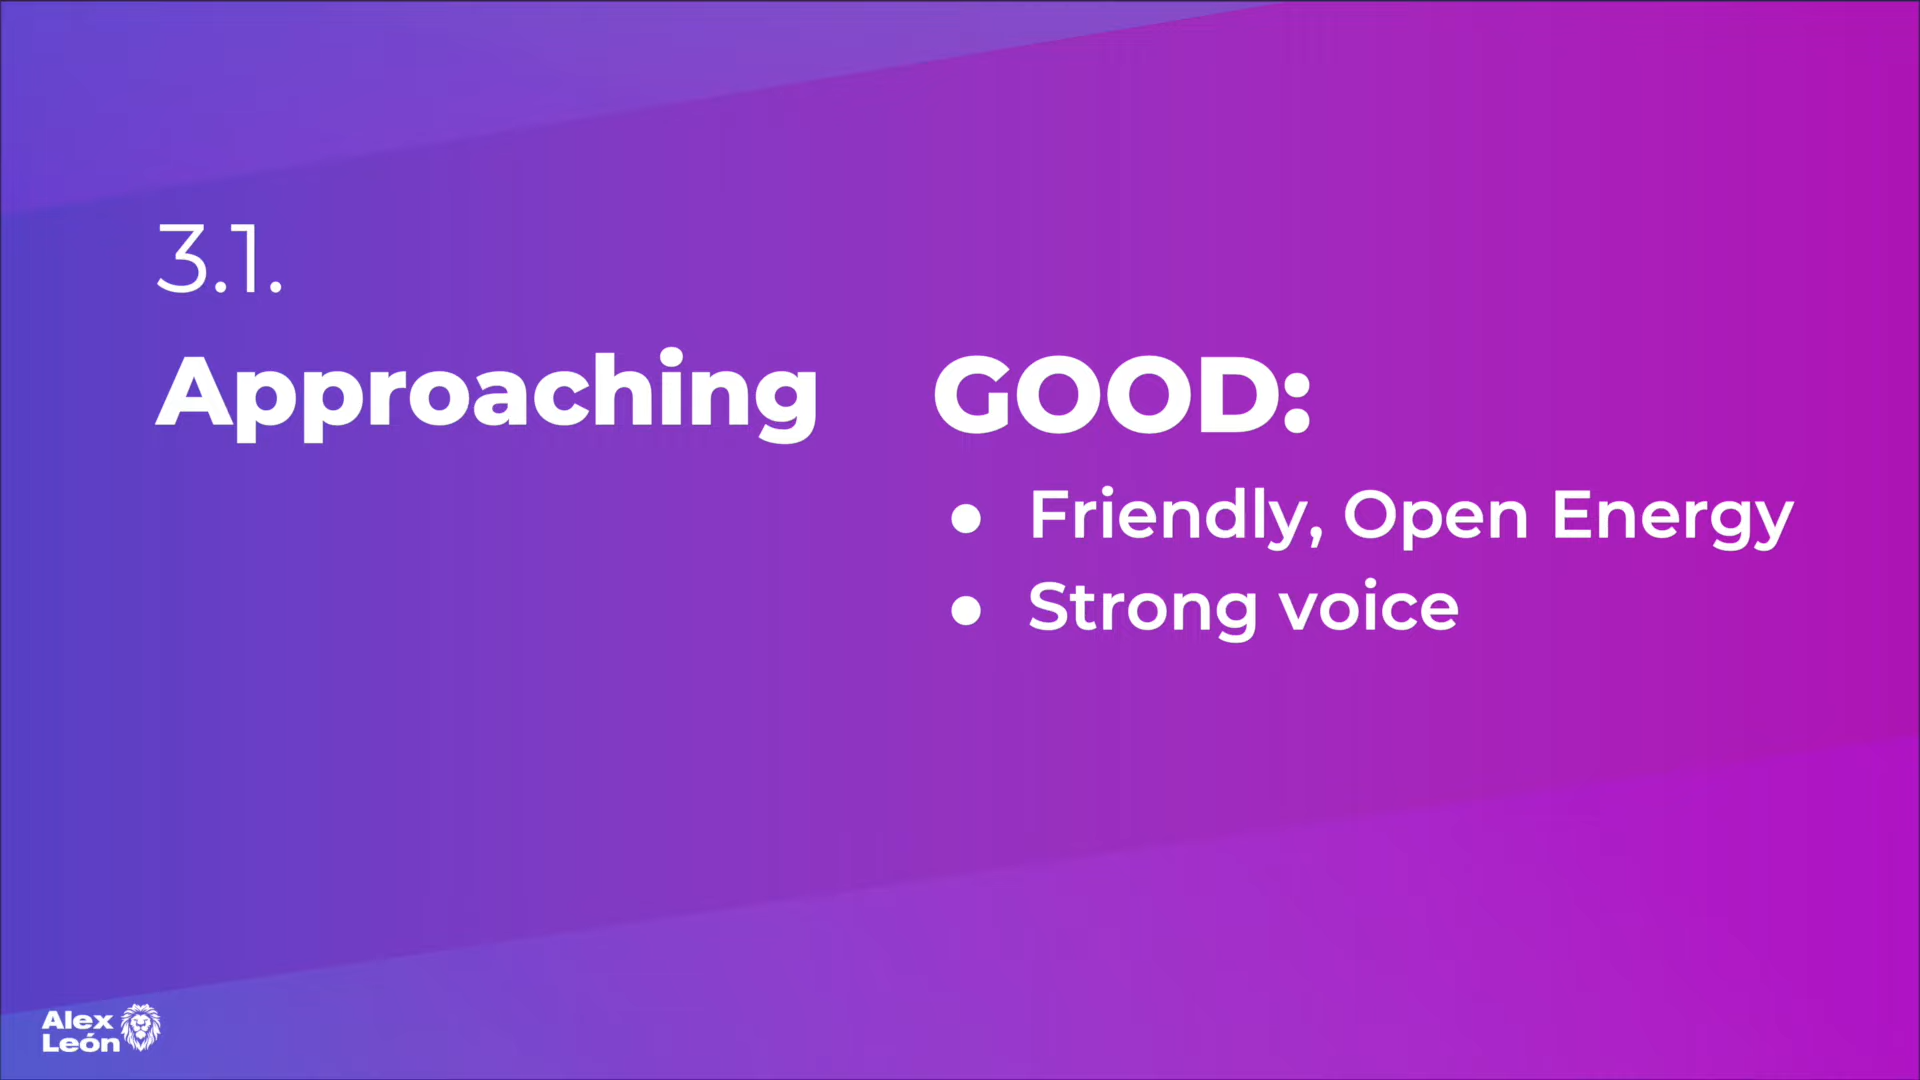 3.1.
Approaching
GOOD:
● Friendly, Open Energy
● Strong voice
Alex
León